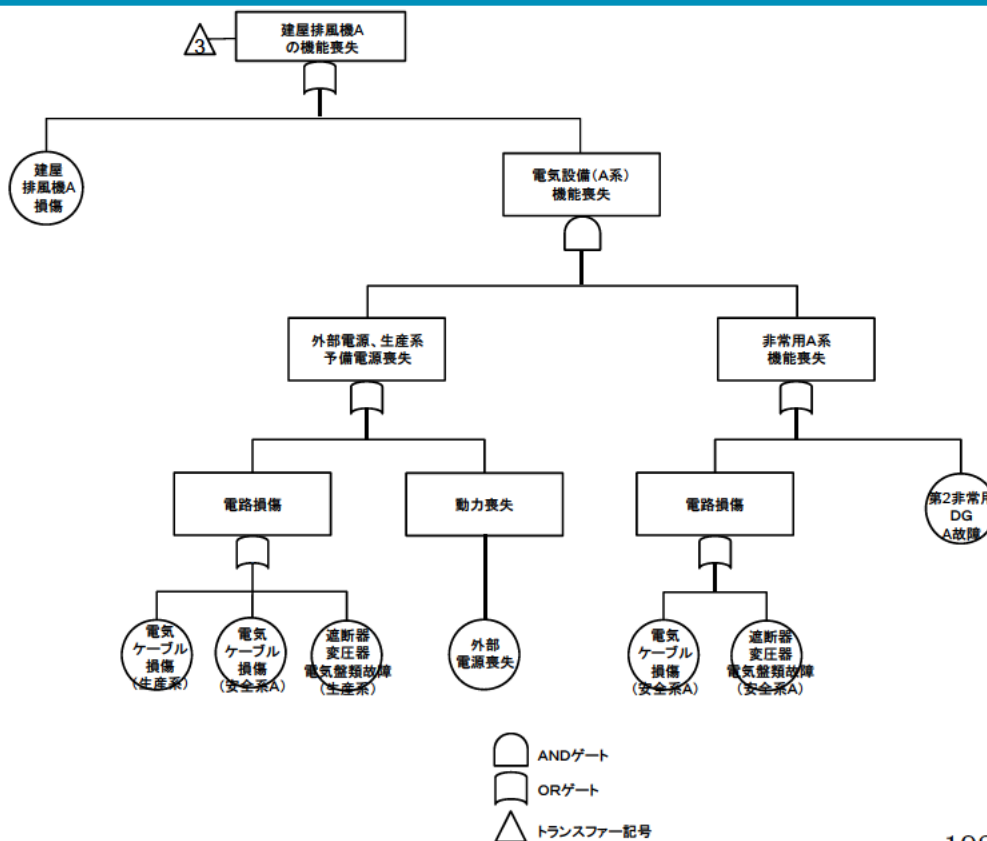 3
建屋排風機A
の機能喪失
建屋
排風機A
損傷
電気設備(A系)
機能喪失
外部電源、生産系
予備電源喪失
非常用A系
機能喪失
電路損傷
動力喪失
電路損傷
第2非常用
DG
A故障
電気
ケーブル
損傷
(生産系)
電気
ケーブル
損傷
(安全系A)
遮断器
変圧器
電気盤類故障
(生産系)
外部
電源喪失
電気
ケーブル
損傷
(安全系A)
遮断器
変圧器
電気盤類故障
(安全系A)
ANDゲート
ORゲート
トランスファー記号